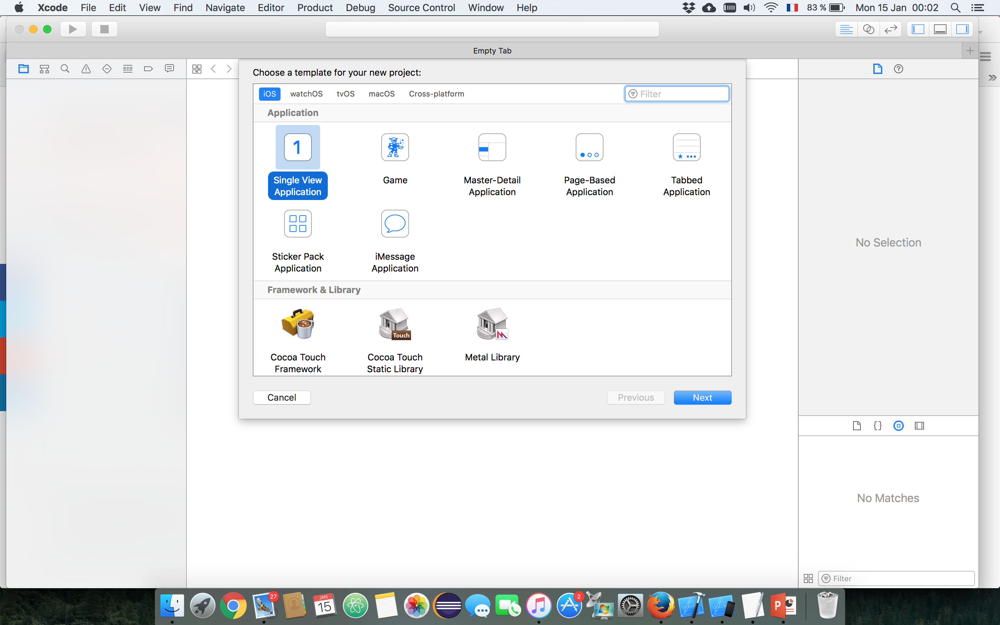 Xcode File Edit View Find Navigate Editor Product Debug Source Control Window Help 83 % Mon 15 Jan 00:02
Empty Tab
Choose a template for your new project:
iOS watchOS tvOS macOS Cross-platform Filter
Application
1
Single View
Application
Game
Master-Detail
Application
Page-Based
Application
Tabbed
Application
Sticker Pack
Application
iMessage
Application
Framework & Library
Touch
Cocoa Touch
Framework
Cocoa Touch
Static Library
Metal Library
Cancel Previous Next
No Selection
{}
No Matches
Filter
27
JAN
15
2
P